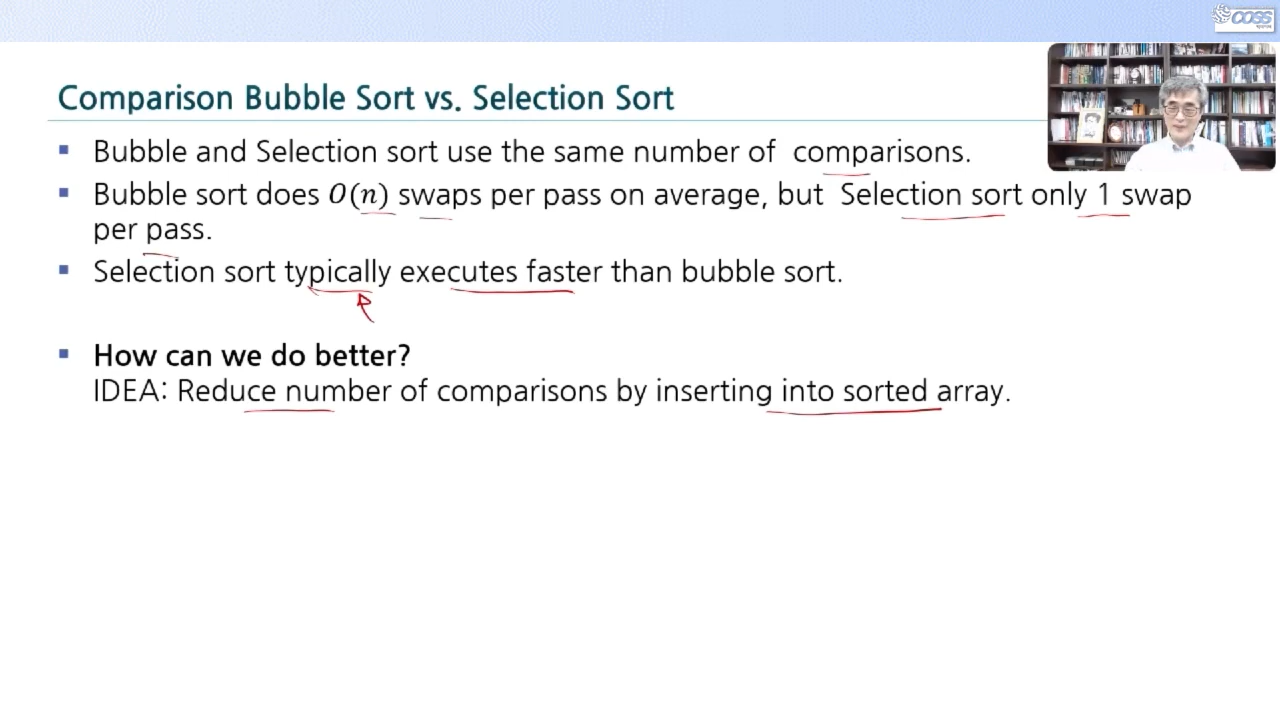 COSS
Comparison Bubble Sort vs. Selection Sort
▪ Bubble and Selection sort use the same number of comparisons.
▪ Bubble sort does O(n) swaps per pass on average, but Selection sort only 1 swap
per pass.
▪ Selection sort typically executes faster than bubble sort.
▪ How can we do better?
IDEA: Reduce number of comparisons by inserting into sorted array.